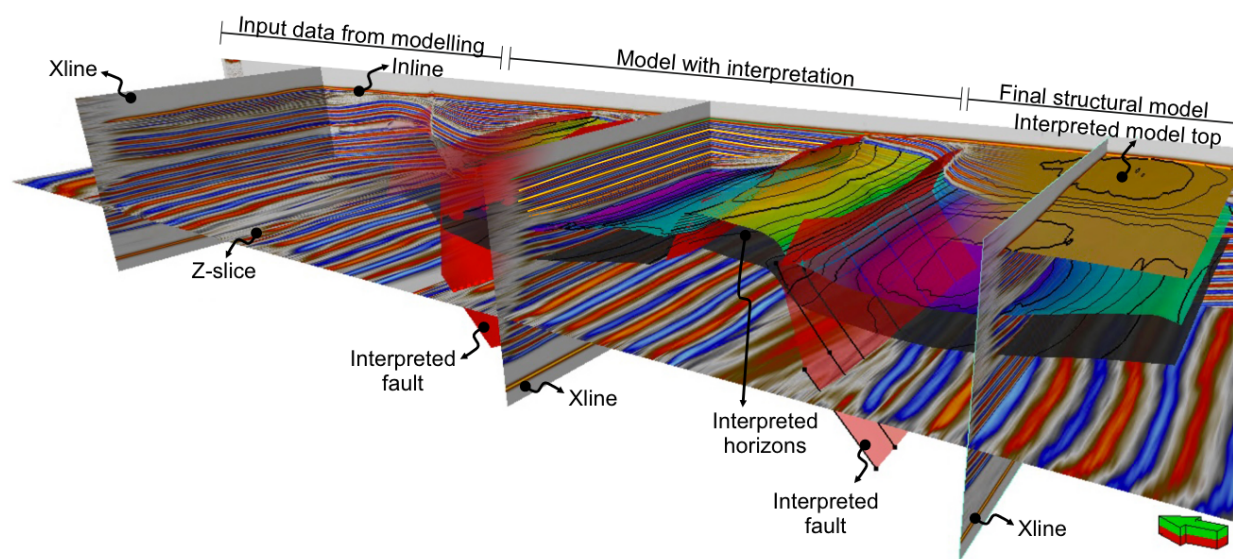 Input data from modelling
Model with interpretation
Final structural model
Xline
Inline
Interpreted model top
Z-slice
Interpreted
fault
Xline
Interpreted
horizons
Interpreted
fault
Xline